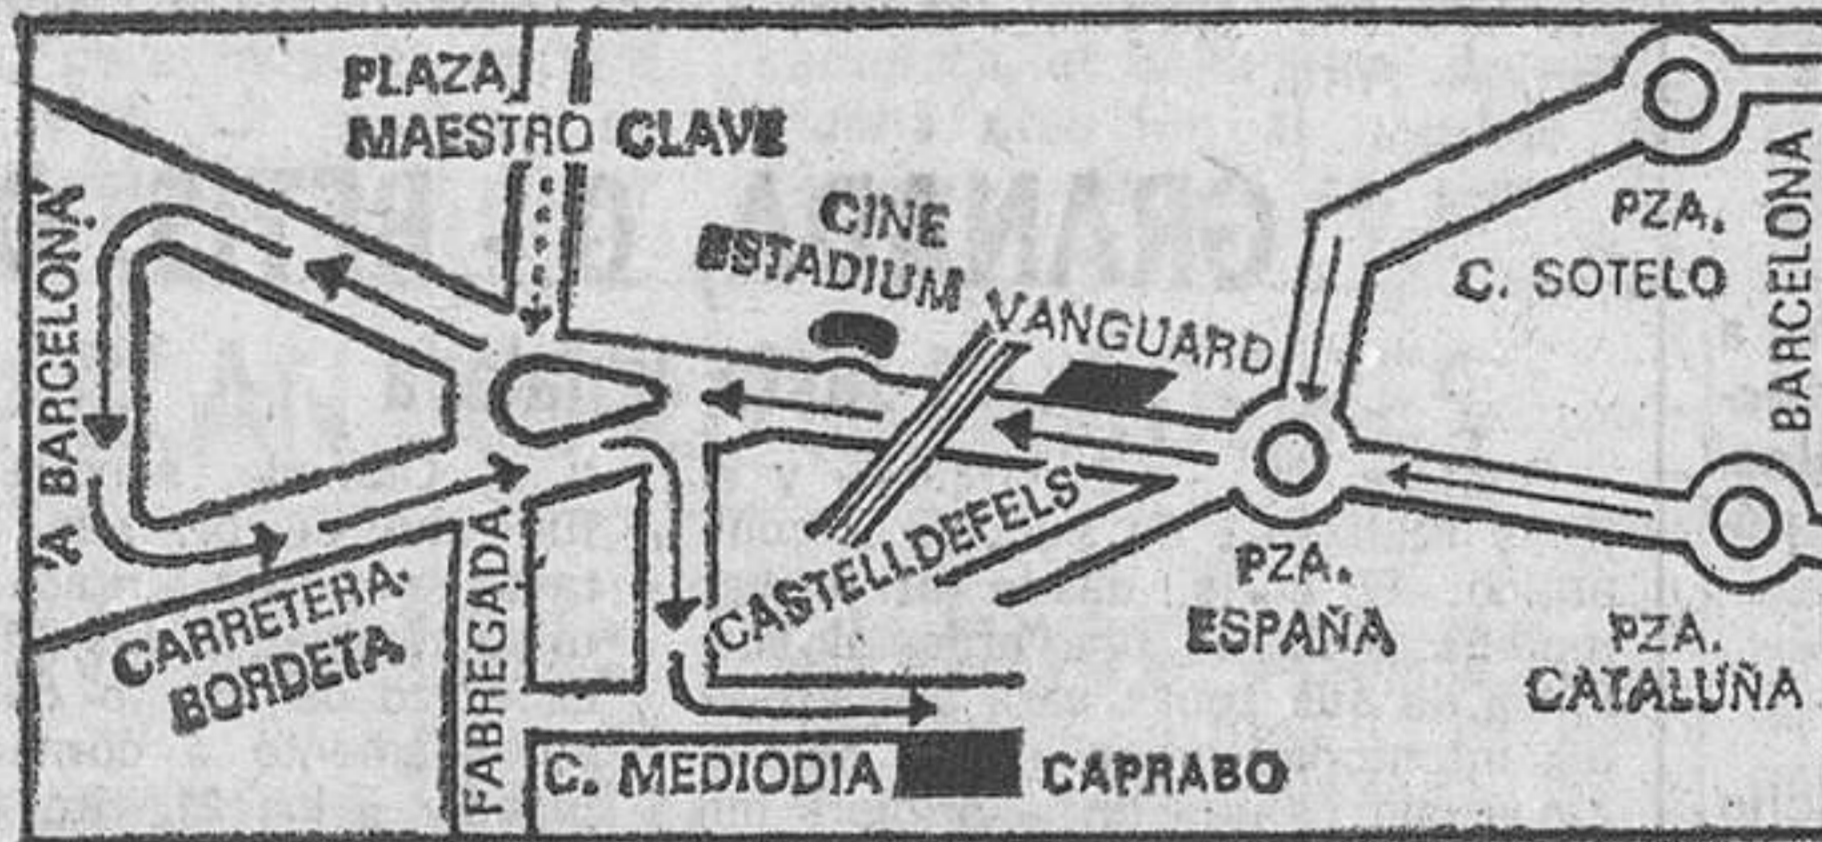 PLAZA
MAESTRO CLAVE
CINE
ESTADIUM
VANGUARD
PZA.
C. SOTELO
BARCELONA
'A BARCELONA
CASTELLDEFELS
PZA.
ESPAÑA
PZA.
CATALUÑA
CARRETERA
BORDETA
FABREGADA
C. MEDIODIA
CAPRABO